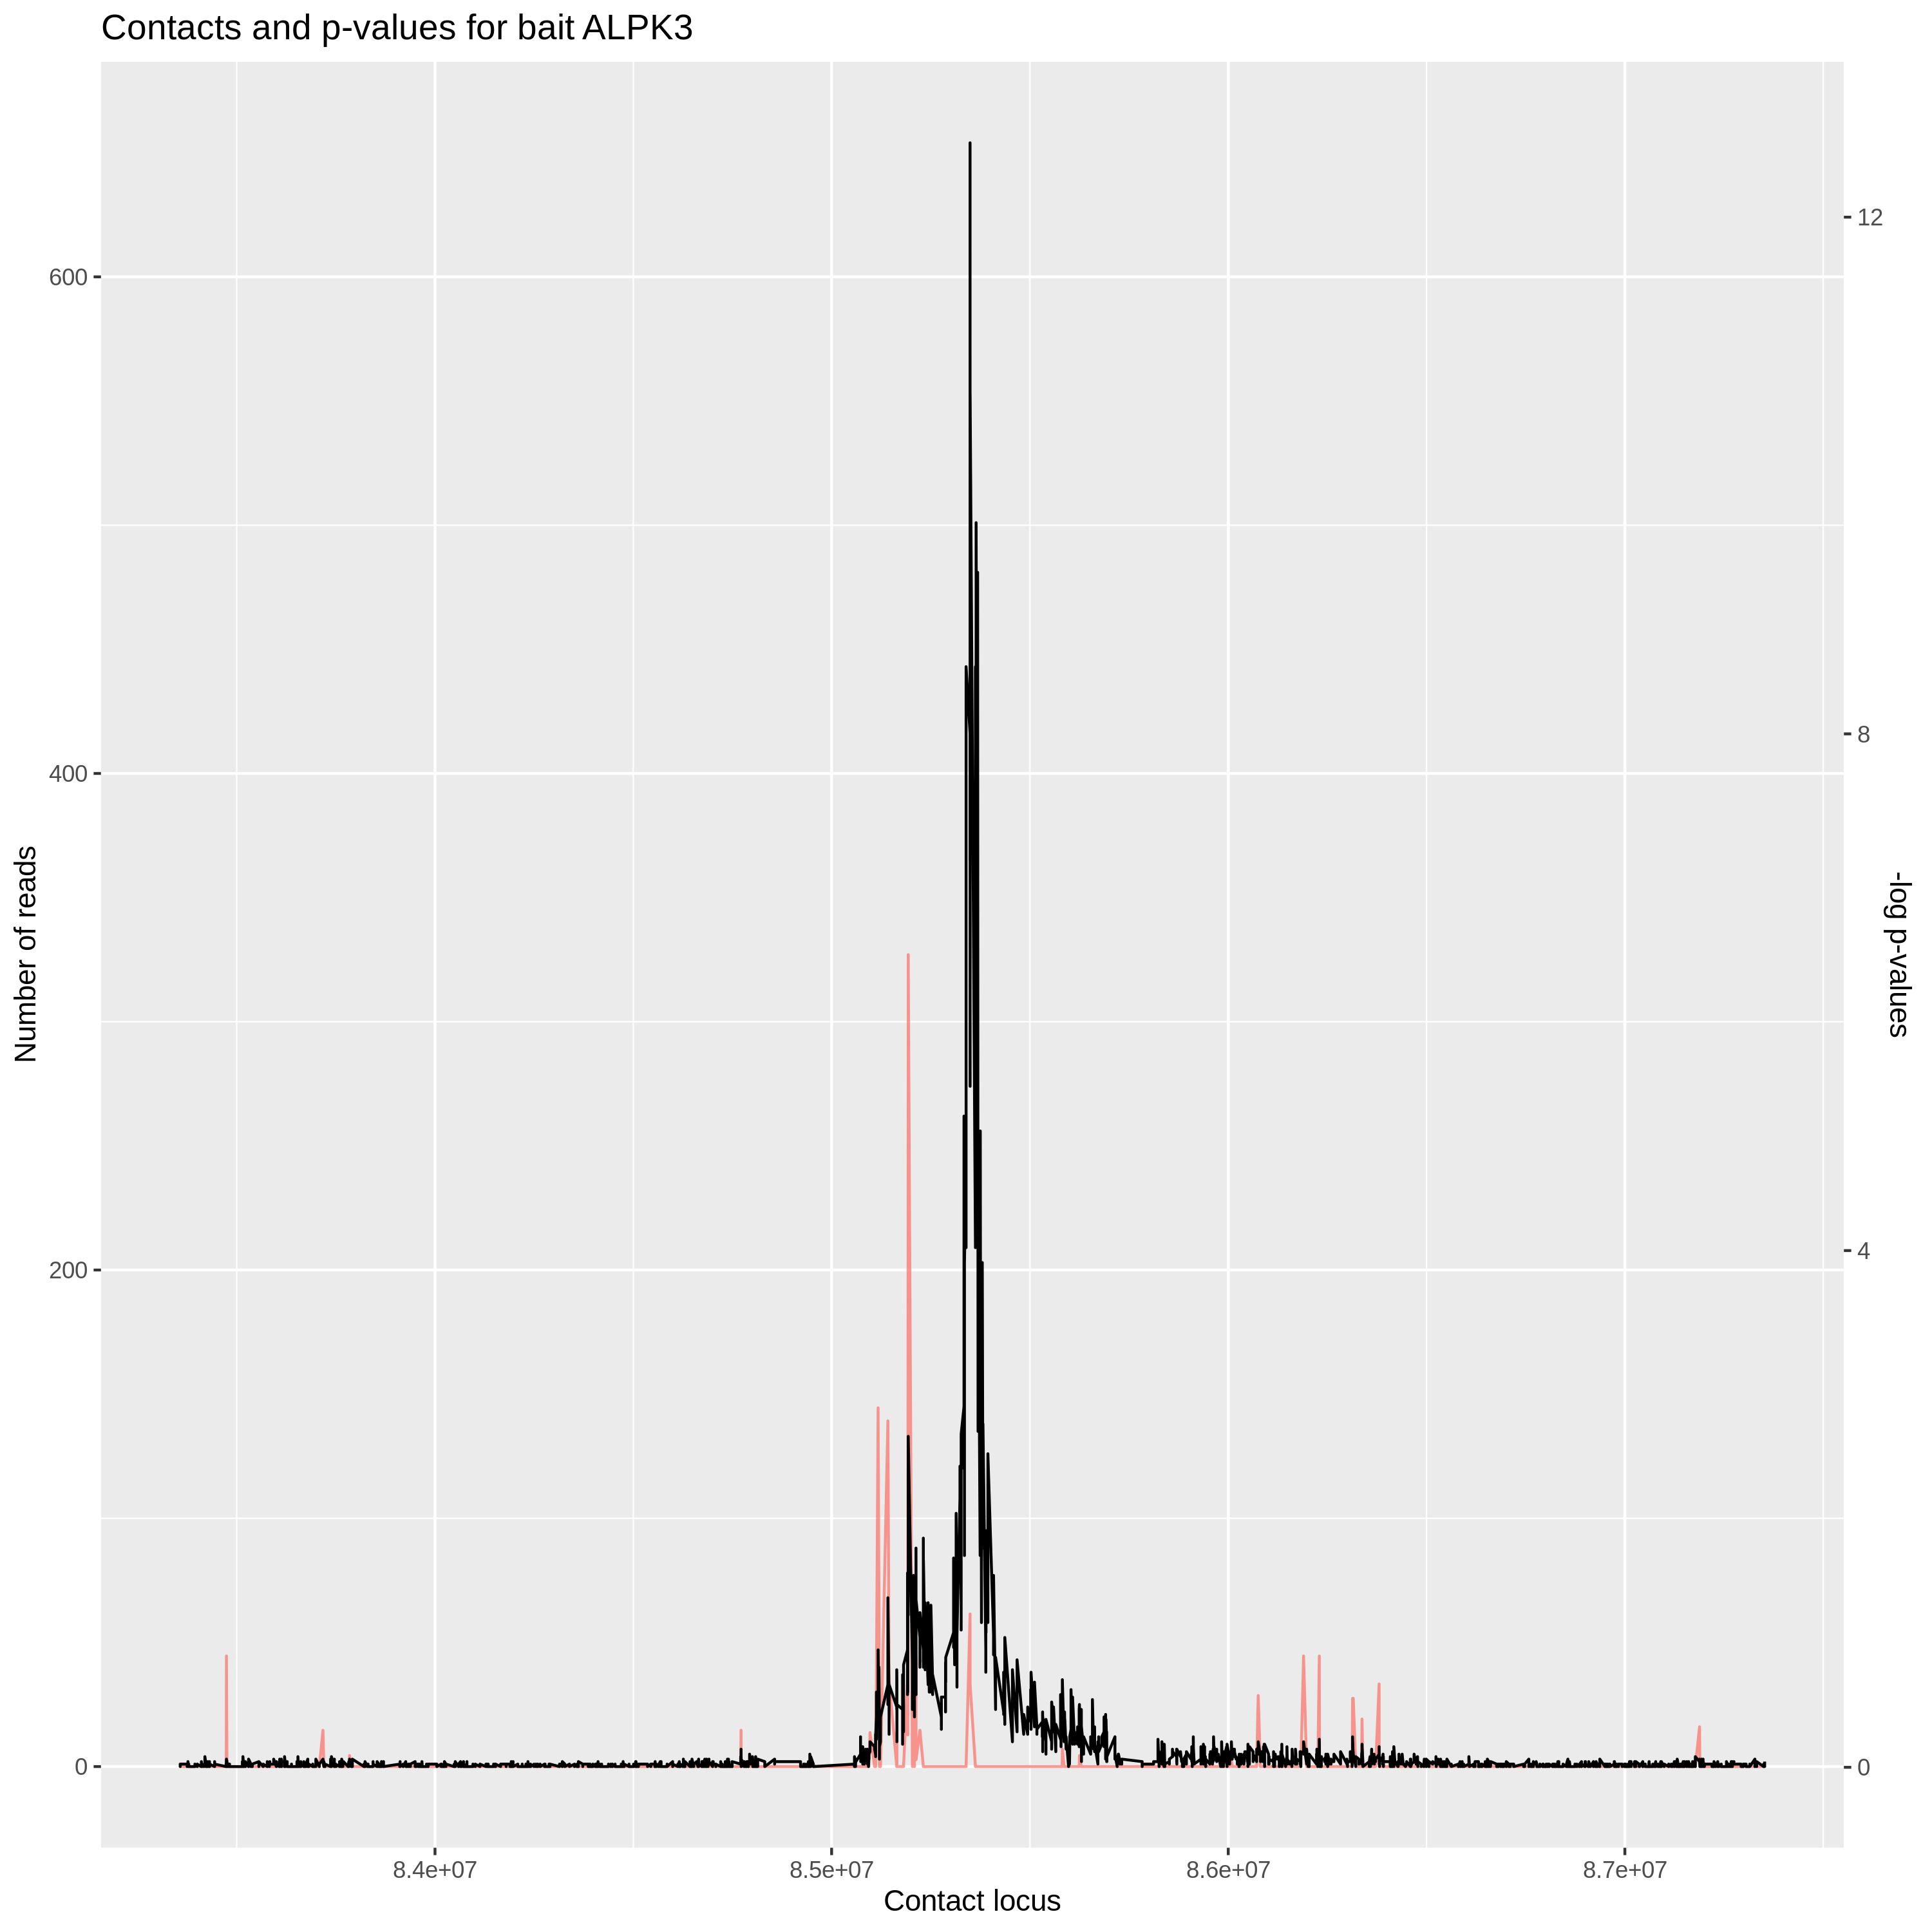 Contacts and p-values for bait ALPK3
600
400
200
0
12
8
4
0
Number of reads
-log p-values
8.4e+07
8.5e+07
8.6e+07
8.7e+07
Contact locus